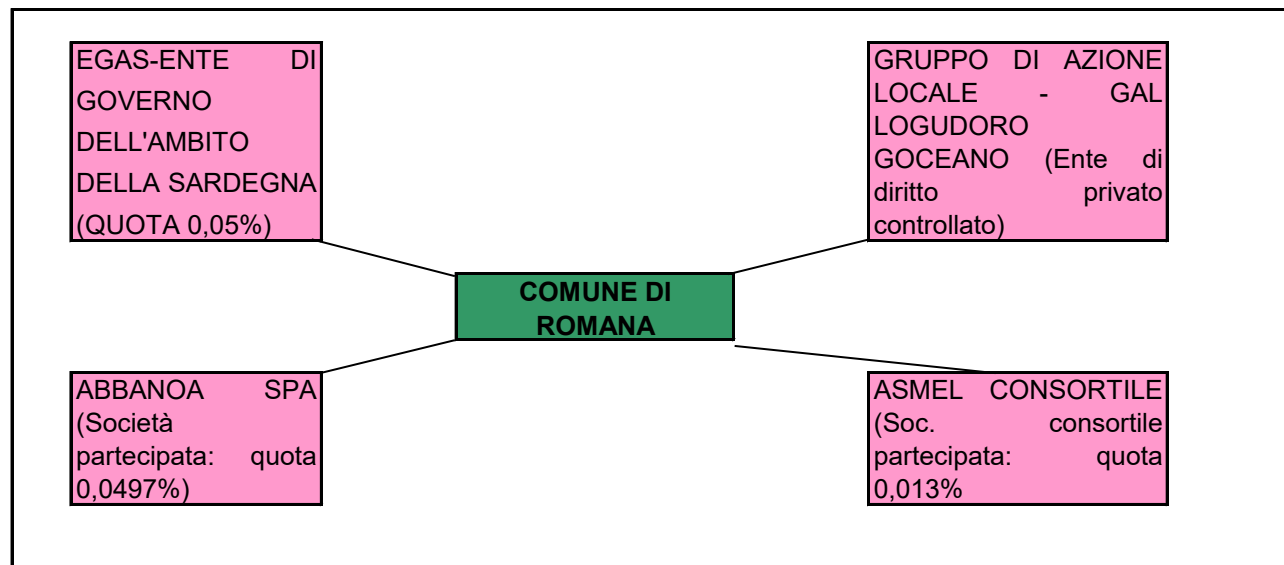 EGAS-ENTE DI
GOVERNO
DELL'AMBITO
DELLA SARDEGNA
(QUOTA 0,05%)
GRUPPO DI AZIONE
LOCALE - GAL
LOGUDORO
GOCEANO (Ente di
diritto privato
controllato)
COMUNE DI
ROMANA
ABBANOA SPA
(Società
partecipata: quota
0,0497%)
ASMEL CONSORTILE
(Soc. consortile
partecipata: quota
0,013%